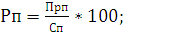 Рп = Прп/Сп * 100;